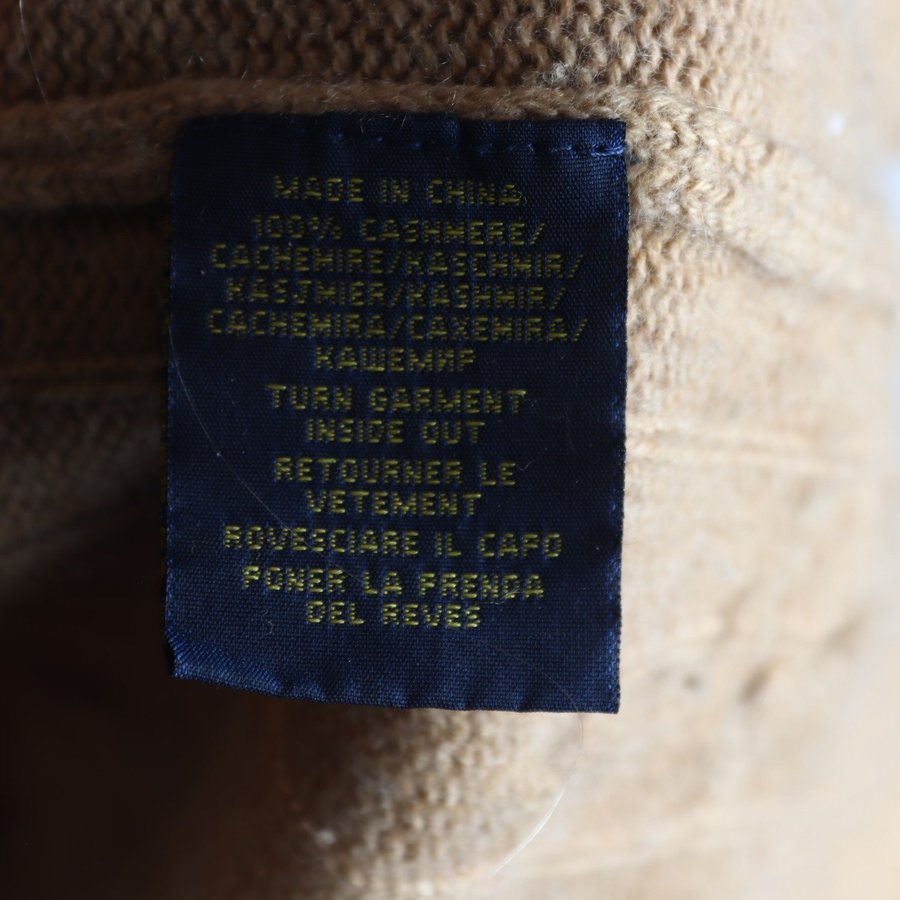 MADE IN CHINA
100% CASHMERE/
CACHEMIRE/KASCHMIR/
KASJMIER/KASHMIR/
CACHEMIRA/CAXEMIRA/
КАШЕМИР
TURN GARMENT
INSIDE OUT
RETOURNER LE
VETEMENT
ROVESCIARE IL CAPO
PONER LA PRENDA
DEL REVES